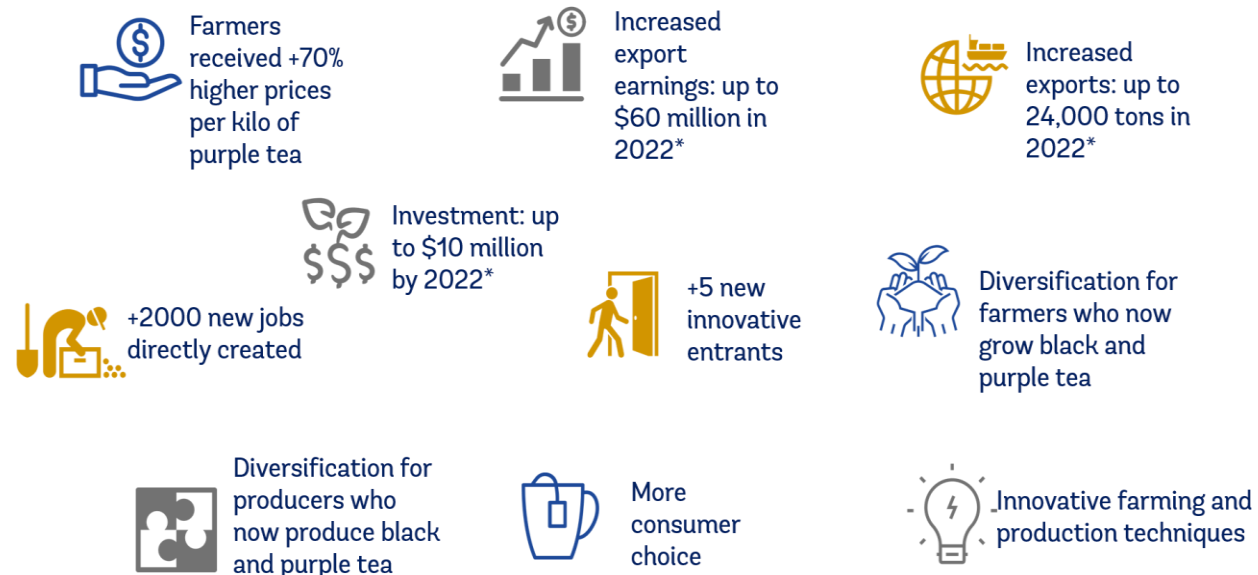 Farmers
received +70%
higher prices
per kilo of
purple tea
Increased
export
earnings: up to
$60 million in
2022*
Increased
exports: up to
24,000 tons in
2022*
Investment: up
to $10 million
by 2022*
+2000 new jobs
directly created
+5 new
innovative
entrants
Diversification for
farmers who now
grow black and
purple tea
Diversification for
producers who
now produce black
and purple tea
More
consumer
choice
Innovative farming and
production techniques